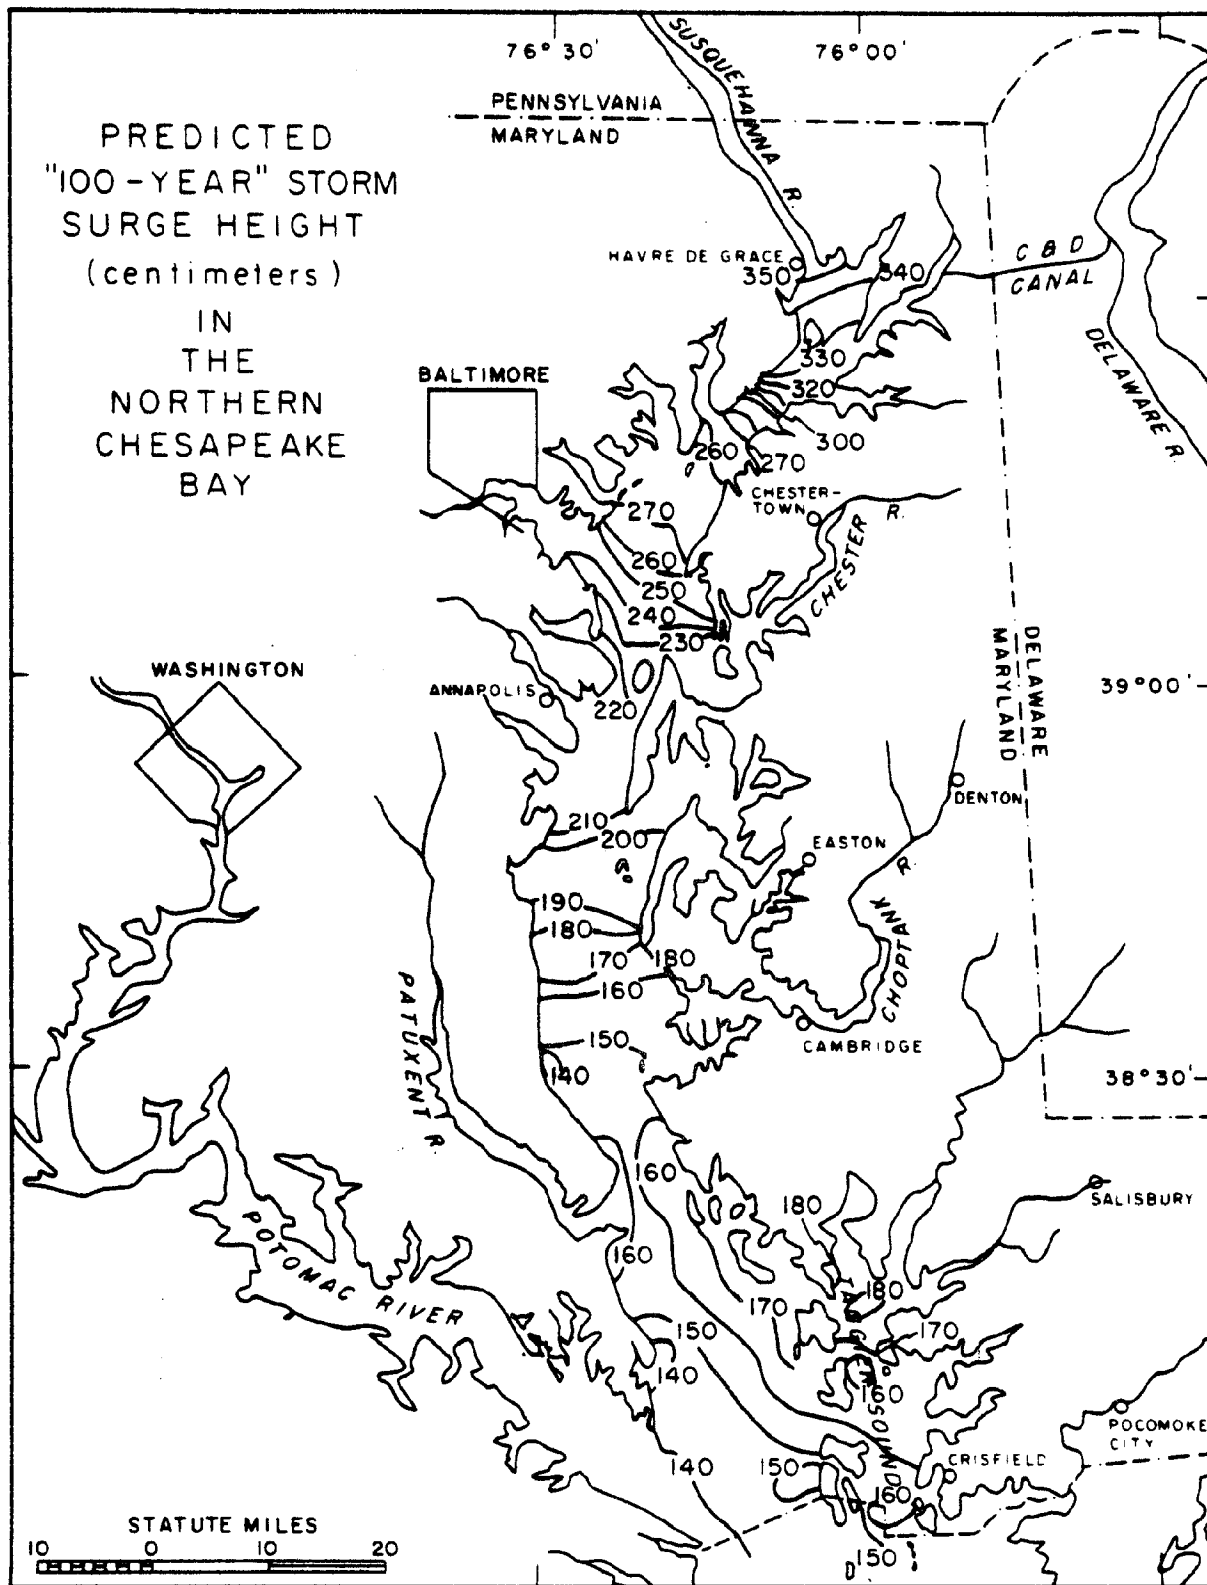 76° 30'
76° 00'
SUSQUEHANNA R.
PENNSYLVANIA
MARYLAND
PREDICTED
"100-YEAR" STORM
SURGE HEIGHT
(centimeters)
IN
THE
NORTHERN
CHESAPEAKE
BAY
HAVRE DE GRACE
350
340
C & D
CANAL
DELAWARE R.
330
320
300
BALTIMORE
260
270
CHESTER-
TOWN
CHESTER R.
270
260
250
240
230
WASHINGTON
ANNAPOLIS
220
DELAWARE
MARYLAND
39°00'
DENTON
210
200
EASTON
CHOPTANK R.
190
180
170
180
160
CAMBRIDGE
150
140
38°30'
PATUXENT R.
160
180
SALISBURY
160
POTOMAC RIVER
170
180
TANGIER SOUND
150
170
140
160
POCOMOKE
CITY
140
150
CRISFIELD
160
150
STATUTE MILES
10 0 10 20